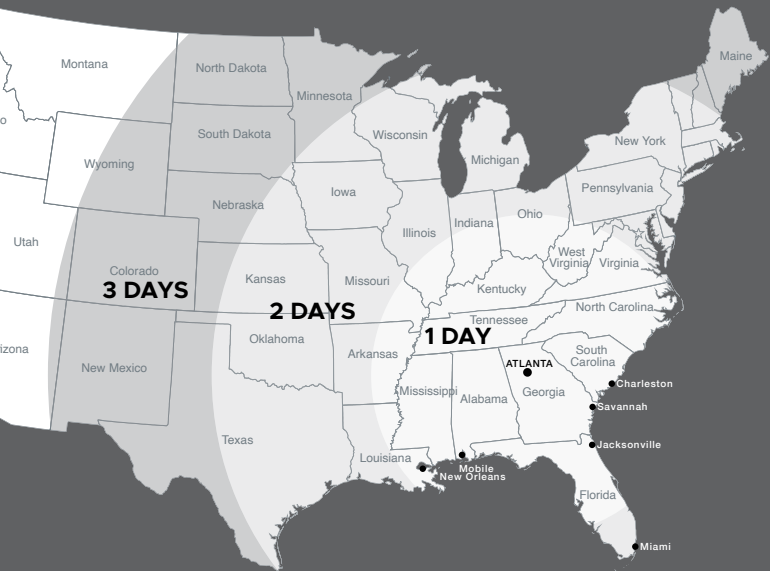 Maine
Montana
North Dakota
Minnesota
o
South Dakota
Wisconsin
New York
Wyoming
Michigan
Pennsylvania
Iowa
Nebraska
Ohio
Indiana
Illinois
Utah
West
Virginia
Virginia
Colorado
Kansas
Missouri
Kentucky
3 DAYS
2 DAYS
North Carolina
Tennessee
1 DAY
Oklahoma
izona
Arkansas
South
Carolina
ATLANTA
New Mexico
Charleston
Mississippi
Alabama
Georgia
Savannah
Texas
Jacksonville
Louisiana
Mobile
New Orleans
Florida
Miami